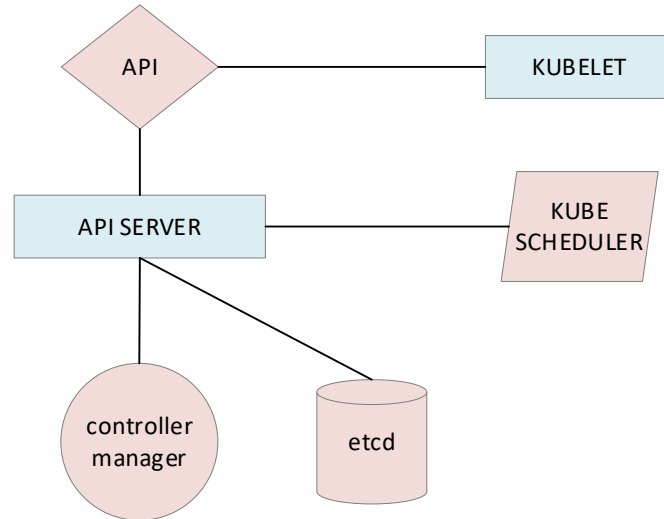 API
KUBELET
API SERVER
KUBE
SCHEDULER
controller
manager
etcd